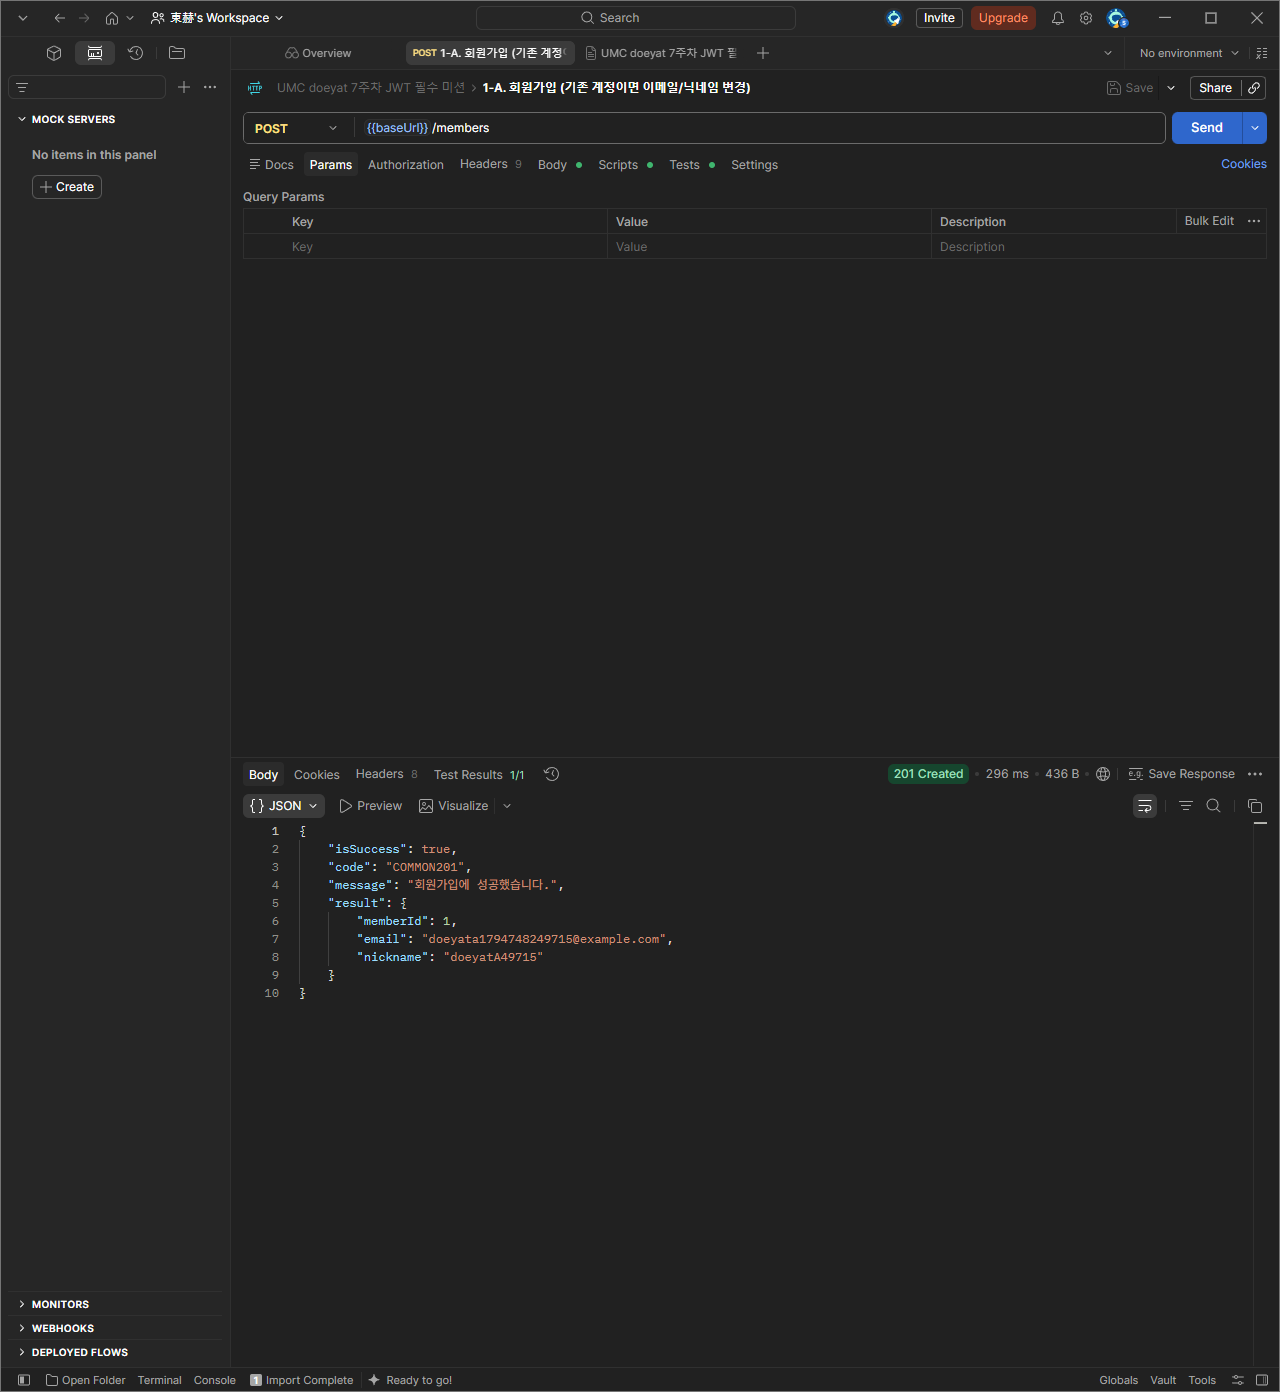 東赫's Workspace
Search
Invite
Upgrade
5
Overview
POST 1-A. 회원가입 (기존 계정
UMC doeyat 7주차 JWT 필
No environment
UMC doeyat 7주차 JWT 필수 미션 > 1-A. 회원가입 (기존 계정이면 이메일/닉네임 변경)
HTTP
Save
Share
MOCK SERVERS
No items in this panel
Create
POST
{{baseUrl}} /members
Send
Docs
Params
Authorization
Headers 9
Body
Scripts
Tests
Settings
Cookies
Query Params
Key Value Description Bulk Edit
Key Value Description
Body
Cookies
Headers 8
Test Results 1/1
201 Created
296 ms
436 B
e.g. Save Response
{ } JSON
Preview
Visualize
1 {
2 "isSuccess": true,
3 "code": "COMMON201",
4 "message": "회원가입에 성공했습니다.",
5 "result": {
6 "memberId": 1,
7 "email": "doeyata1794748249715@example.com",
8 "nickname": "doeyatA49715"
9 }
10 }
MONITORS
WEBHOOKS
DEPLOYED FLOWS
Open Folder
Terminal
Console
1 Import Complete
Ready to go!
Globals
Vault
Tools